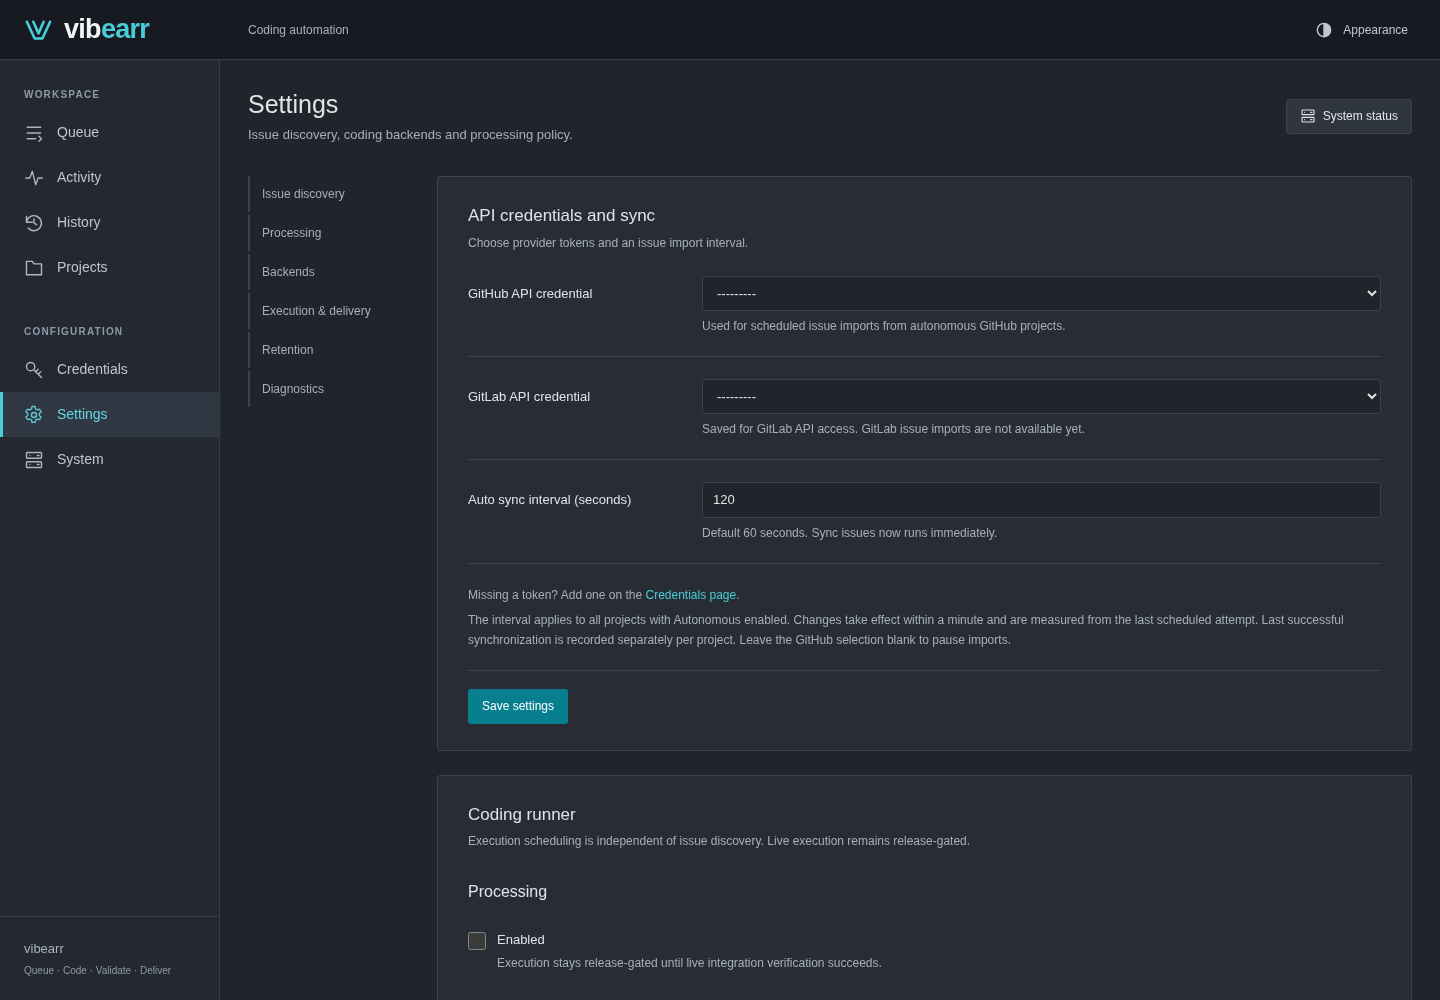 vibearr
Coding automation
Appearance
WORKSPACE
Queue
Activity
History
Projects
CONFIGURATION
Credentials
Settings
System
vibearr
Queue · Code · Validate · Deliver
Settings
Issue discovery, coding backends and processing policy.
System status
Issue discovery
Processing
Backends
Execution & delivery
Retention
Diagnostics
API credentials and sync
Choose provider tokens and an issue import interval.
GitHub API credential
---------
Used for scheduled issue imports from autonomous GitHub projects.
GitLab API credential
---------
Saved for GitLab API access. GitLab issue imports are not available yet.
Auto sync interval (seconds)
120
Default 60 seconds. Sync issues now runs immediately.
Missing a token? Add one on the Credentials page.
The interval applies to all projects with Autonomous enabled. Changes take effect within a minute and are measured from the last scheduled attempt. Last successful
synchronization is recorded separately per project. Leave the GitHub selection blank to pause imports.
Save settings
Coding runner
Execution scheduling is independent of issue discovery. Live execution remains release-gated.
Processing
Enabled
Execution stays release-gated until live integration verification succeeds.